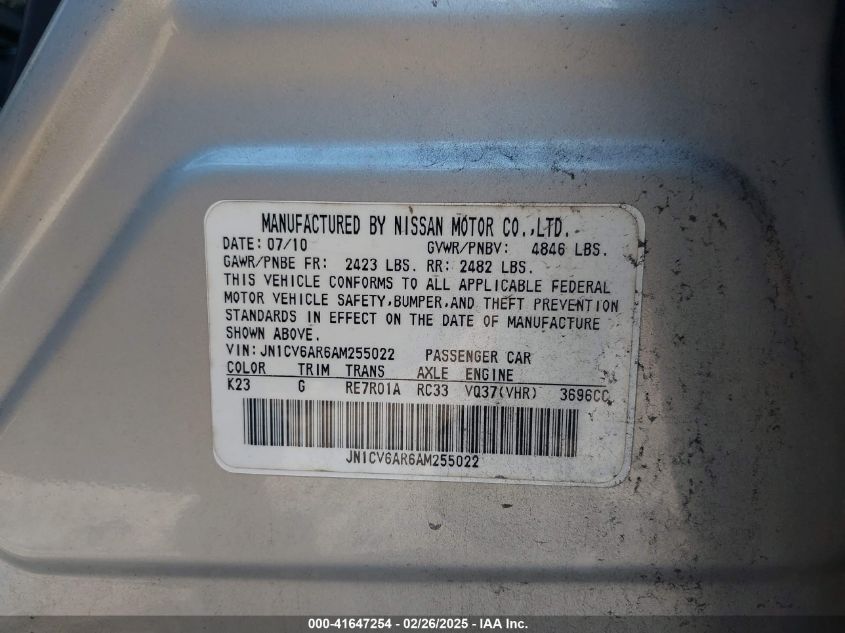 MANUFACTURED BY NISSAN MOTOR CO.,LTD.
DATE: 07/10 GVWR/PNBV: 4846 LBS.
GAWR/PNBE FR: 2423 LBS. RR: 2482 LBS.
THIS VEHICLE CONFORMS TO ALL APPLICABLE FEDERAL
MOTOR VEHICLE SAFETY,BUMPER,AND THEFT PREVENTION
STANDARDS IN EFFECT ON THE DATE OF MANUFACTURE
SHOWN ABOVE.
VIN:JN1CV6AR6AM255022 PASSENGER CAR
COLOR TRIM TRANS AXLE ENGINE
K23 G RE7R01A RC33 VQ37(VHR) 3696CC
JN1CV6AR6AM255022
000-41647254 - 02/26/2025 - IAA Inc.